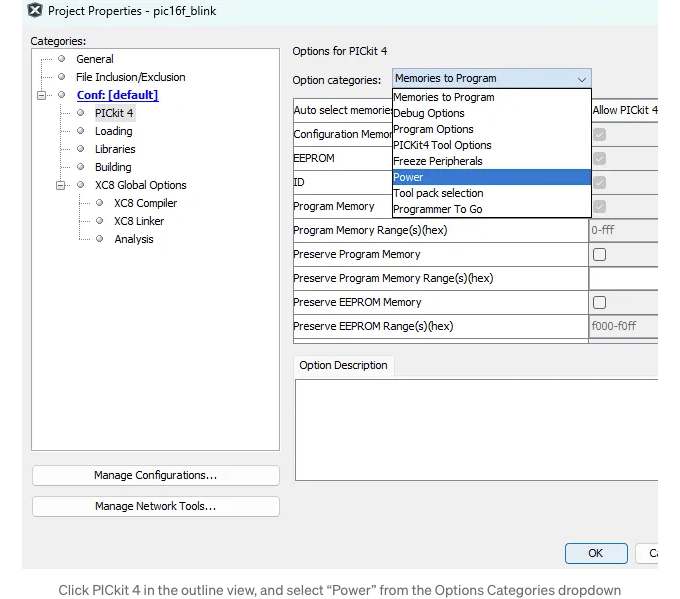 Project Properties - pic16f_blink
Categories:
General
File Inclusion/Exclusion
Conf: [default]
PICkit 4
Loading
Libraries
Building
XC8 Global Options
XC8 Compiler
XC8 Linker
Analysis
Manage Configurations...
Manage Network Tools...
Options for PICkit 4
Option categories: Memories to Program
Memories to Program
Debug Options
Program Options
PICKit4 Tool Options
Freeze Peripherals
Power
Tool pack selection
Programmer To Go
Auto select memories Allow PICkit 4
Configuration Memor
EEPROM
ID
Program Memory
Program Memory Range(s)(hex) 0-fff
Preserve Program Memory
Preserve Program Memory Range(s)(hex)
Preserve EEPROM Memory
Preserve EEPROM Range(s)(hex) f000-f0ff
Option Description
OK Ca
Click PICkit 4 in the outline view, and select “Power” from the Options Categories dropdown